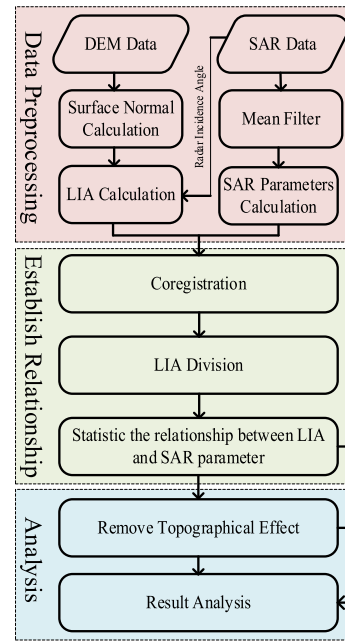 Data Preprocessing
DEM Data
SAR Data
Radar Incidence Angle
Surface Normal
Calculation
Mean Filter
LIA Calculation
SAR Parameters
Calculation
Establish Relationship
Coregistration
LIA Division
Statistic the relationship between LIA
and SAR parameter
Analysis
Remove Topographical Effect
Result Analysis